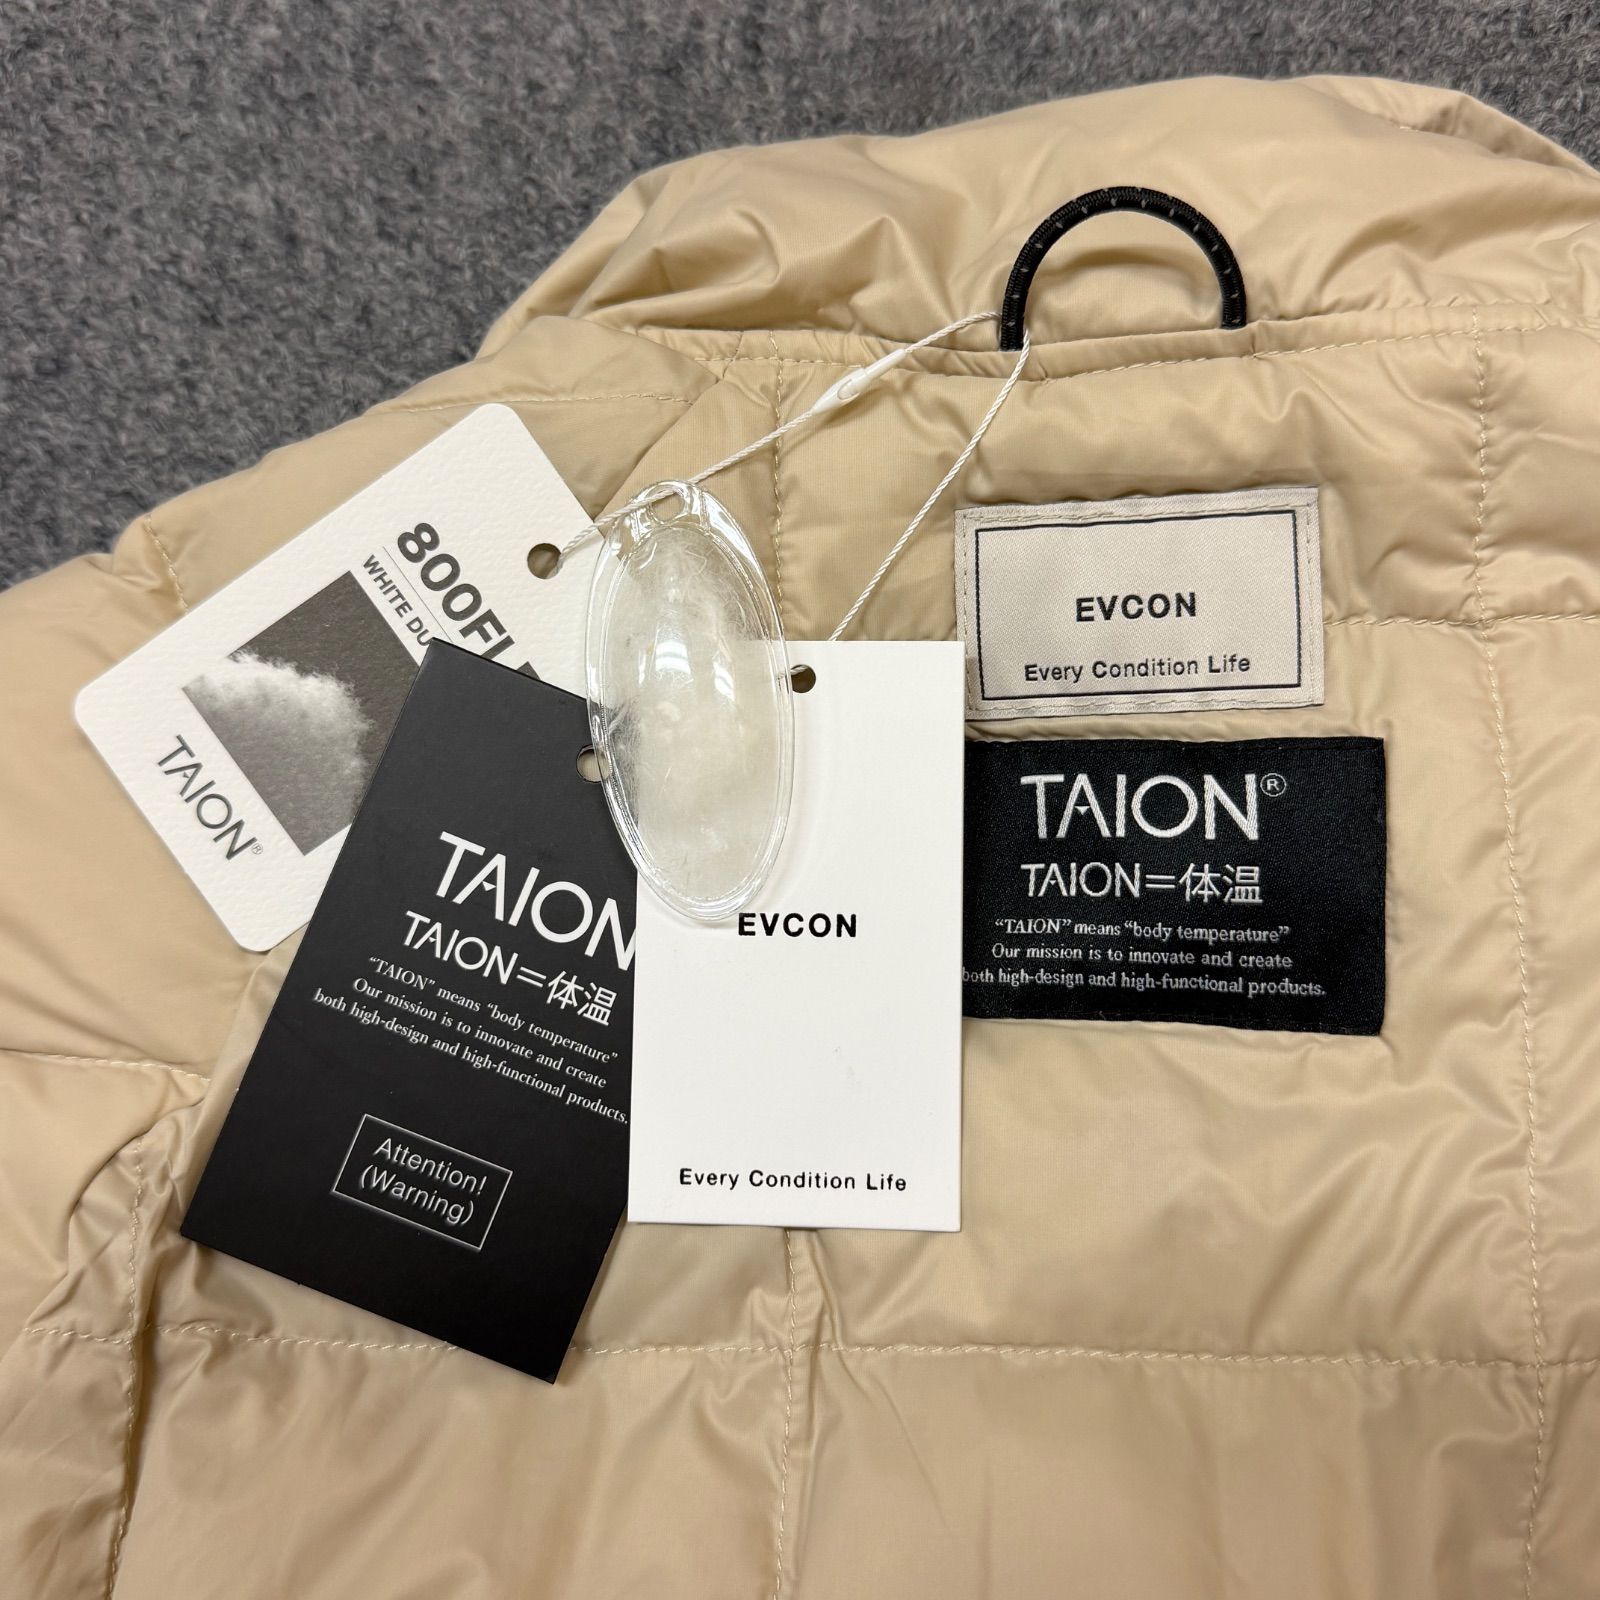 800FI
WHITE DU
TAION®
TAION
TAION=体温
“TAION” means “body temperature”
Our mission is to innovate and create
both high-design and high-functional products.
Attention!
(Warning)
EVCON
Every Condition Life
EVCON
Every Condition Life
TAION®
TAION=体温
“TAION” means “body temperature”
Our mission is to innovate and create
both high-design and high-functional products.